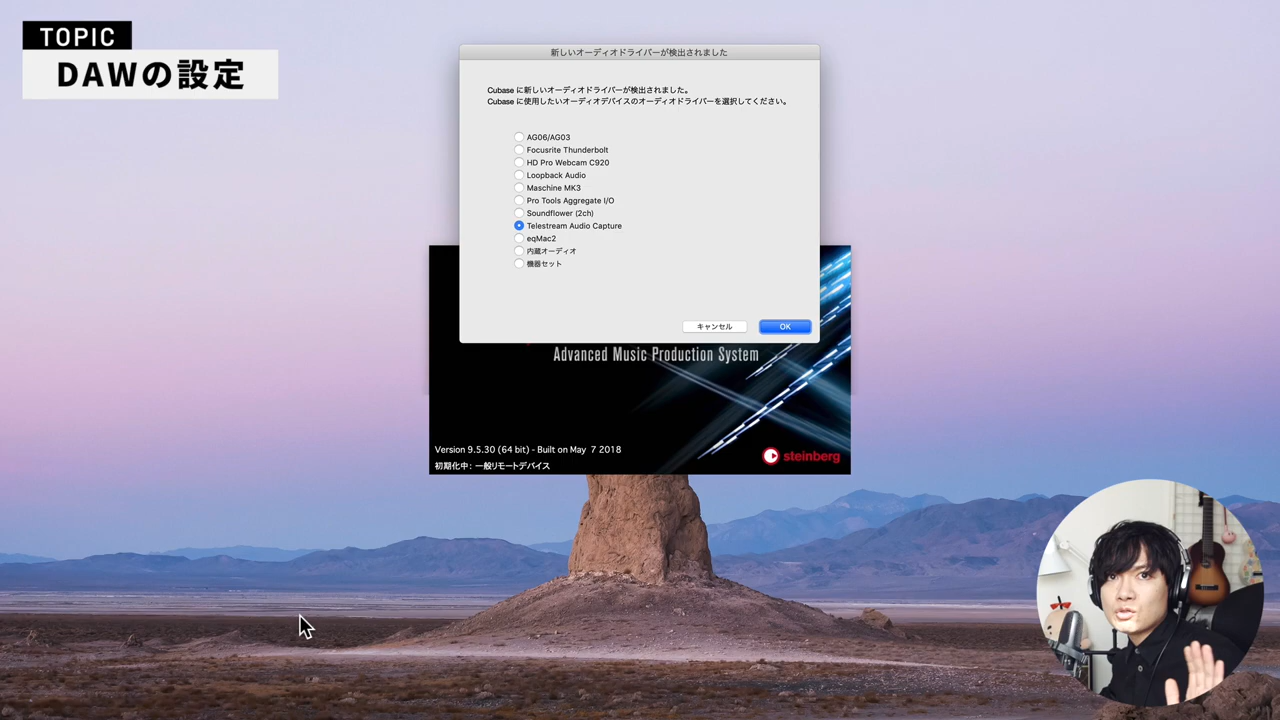 TOPIC
DAWの設定
新しいオーディオドライバーが検出されました
Cubase に新しいオーディオドライバーが検出されました。
Cubase に使用したいオーディオデバイスのオーディオドライバーを選択してください。
AG06/AG03
Focusrite Thunderbolt
HD Pro Webcam C920
Loopback Audio
Maschine MK3
Pro Tools Aggregate I/O
Soundflower (2ch)
Telestream Audio Capture
eqMac2
内蔵オーディオ
機器セット
キャンセル
OK
Advanced Music Production System
Version 9.5.30 (64 bit) - Built on May 7 2018
初期化中: 一般リモートデバイス
steinberg